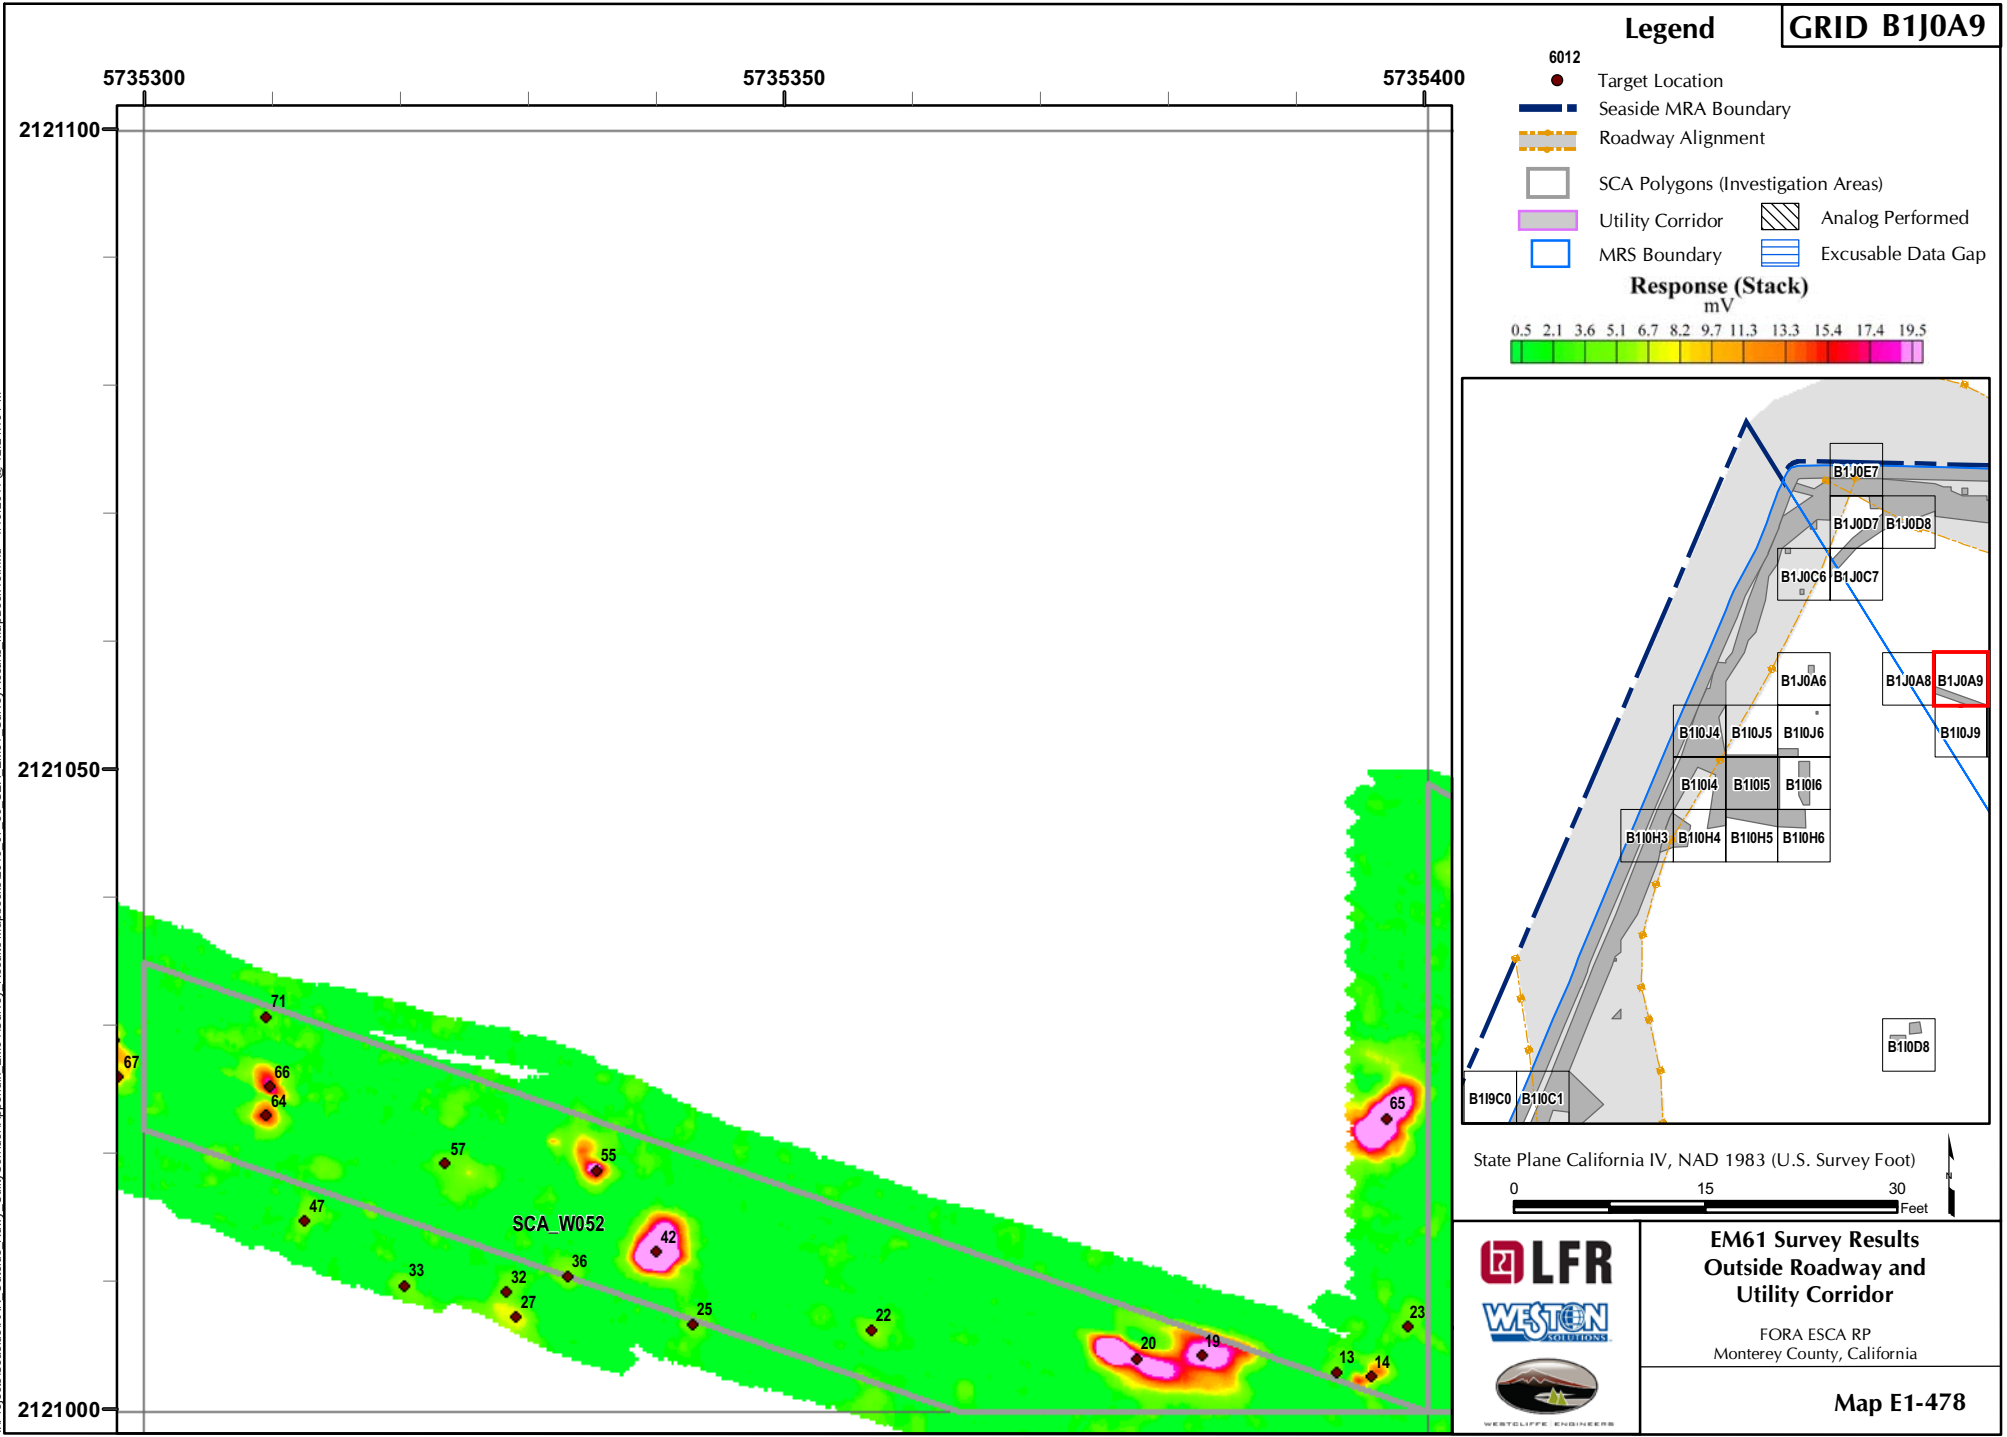 GRID B1J0A9
Legend
6012
Target Location
Seaside MRA Boundary
Roadway Alignment
SCA Polygons (Investigation Areas)
Utility Corridor
Analog Performed
MRS Boundary
Excusable Data Gap
Response (Stack)
mV
0.5 2.1 3.6 5.1 6.7 8.2 9.7 11.3 13.3 15.4 17.4 19.5
5735300
5735350
5735400
2121100
2121050
2121000
71
67
66
64
57
55
47
SCA_W052
42
36
33
32
27
25
22
20
19
65
23
13
14
B1J0E7
B1J0D7
B1J0D8
B1J0C6
B1J0C7
B1J0A6
B1J0A8
B1J0A9
B1I0J4
B1I0J5
B1I0J6
B1I0J9
B1I0I4
B1I0I5
B1I0I6
B1I0H3
B1I0H4
B1I0H5
B1I0H6
B1I0D8
B1I9C0
B1I0C1
State Plane California IV, NAD 1983 (U.S. Survey Foot)
0 15 30
Feet
N
LFR
WESTON
SOLUTIONS
WESTCLIFFE ENGINEERS
EM61 Survey Results
Outside Roadway and
Utility Corridor
FORA ESCA RP
Monterey County, California
Map E1-478